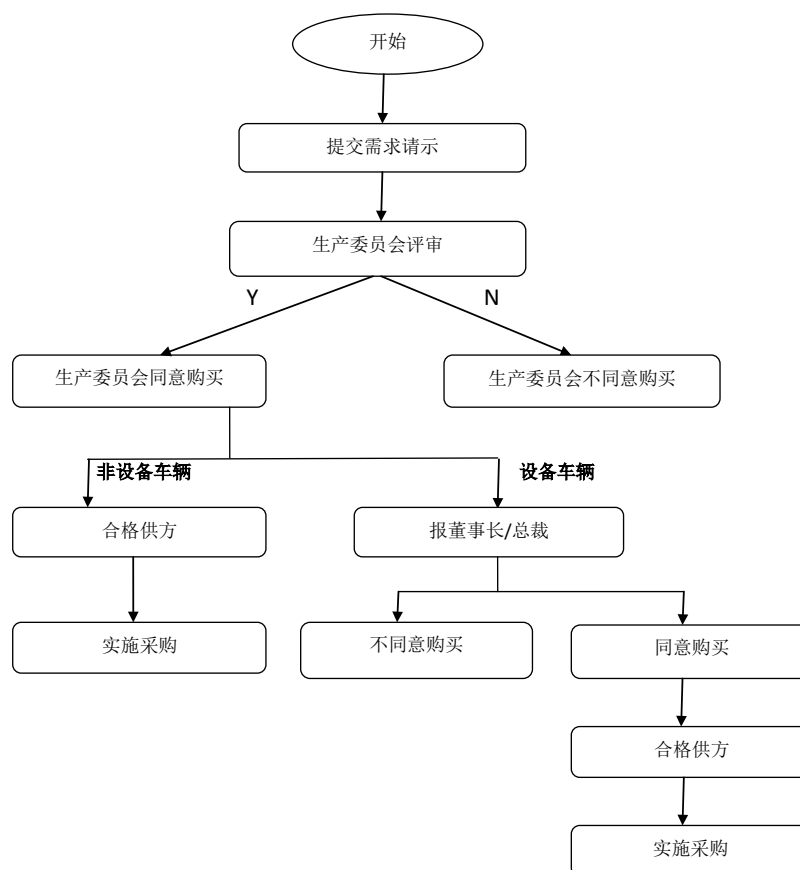 开始
提交需求请示
生产委员会评审
Y
N
生产委员会同意购买
生产委员会不同意购买
非设备车辆
设备车辆
合格供方
报董事长/总裁
实施采购
不同意购买
同意购买
合格供方
实施采购